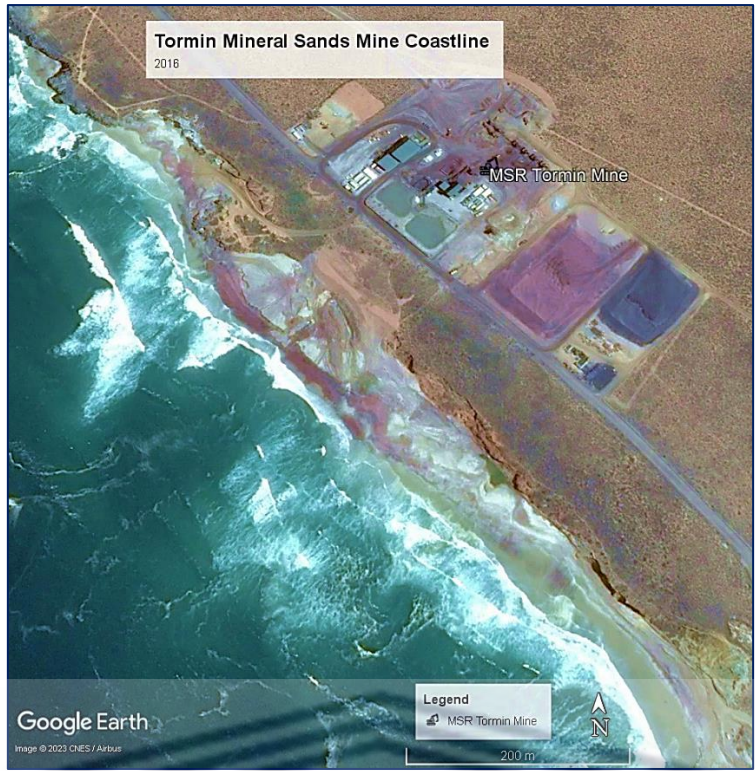 Tormin Mineral Sands Mine Coastline
2016
MSR Tormin Mine
Legend
MSR Tormin Mine
Google Earth
N
Image © 2023 CNES / Airbus
200 m